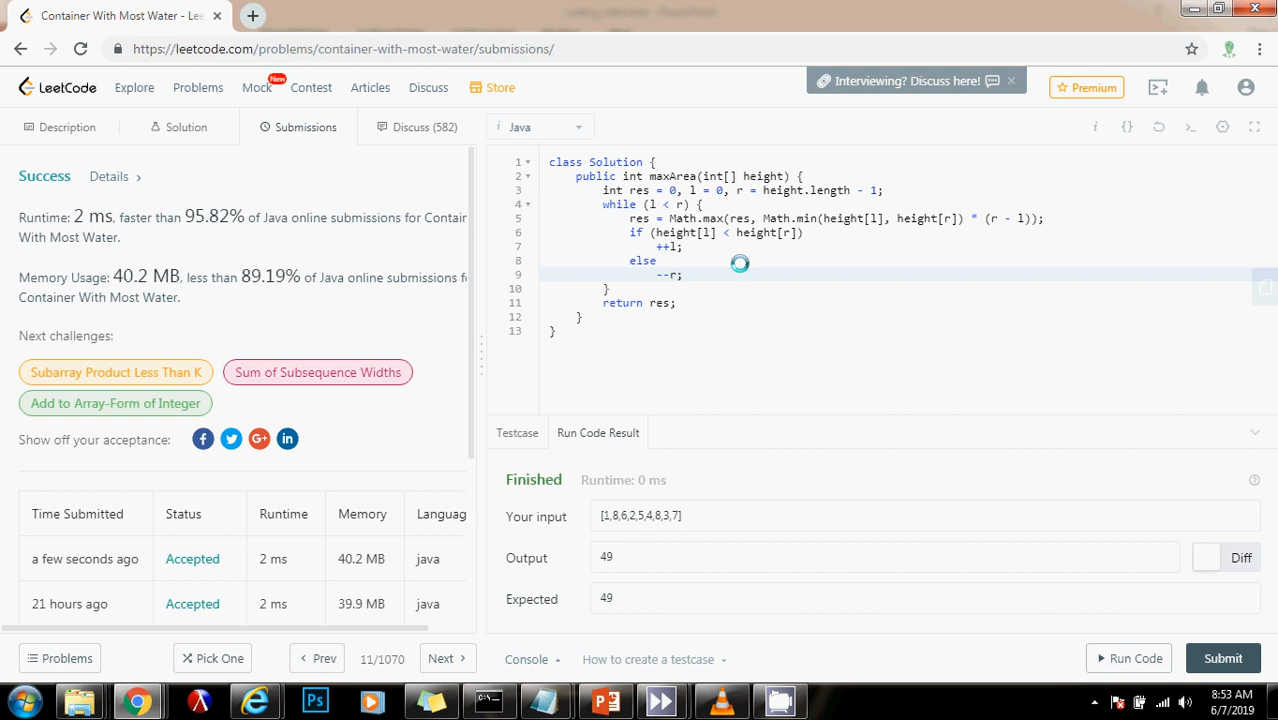 Container With Most Water - Lee
https://leetcode.com/problems/container-with-most-water/submissions/
LeetCode
Explore
Problems
Mock
New
Contest
Articles
Discuss
Store
Interviewing? Discuss here!
Premium
Description
Solution
Submissions
Discuss (582)
i Java
Success
Details
Runtime: 2 ms, faster than 95.82% of Java online submissions for Contain
With Most Water.
Memory Usage: 40.2 MB, less than 89.19% of Java online submissions fo
Container With Most Water.
Next challenges:
Subarray Product Less Than K
Sum of Subsequence Widths
Add to Array-Form of Integer
Show off your acceptance:
Time Submitted Status Runtime Memory Languag
a few seconds ago Accepted 2 ms 40.2 MB java
21 hours ago Accepted 2 ms 39.9 MB java
1 class Solution {
2 public int maxArea(int[] height) {
3 int res = 0, l = 0, r = height.length - 1;
4 while (l < r) {
5 res = Math.max(res, Math.min(height[l], height[r]) * (r - l));
6 if (height[l] < height[r])
7 ++l;
8 else
9 --r;
10 }
11 return res;
12 }
13 }
Testcase
Run Code Result
Finished
Runtime: 0 ms
Your input
[1,8,6,2,5,4,8,3,7]
Output
49
Diff
Expected
49
Problems
Pick One
Prev
11/1070
Next
Console
How to create a testcase
Run Code
Submit
8:53 AM
6/7/2019